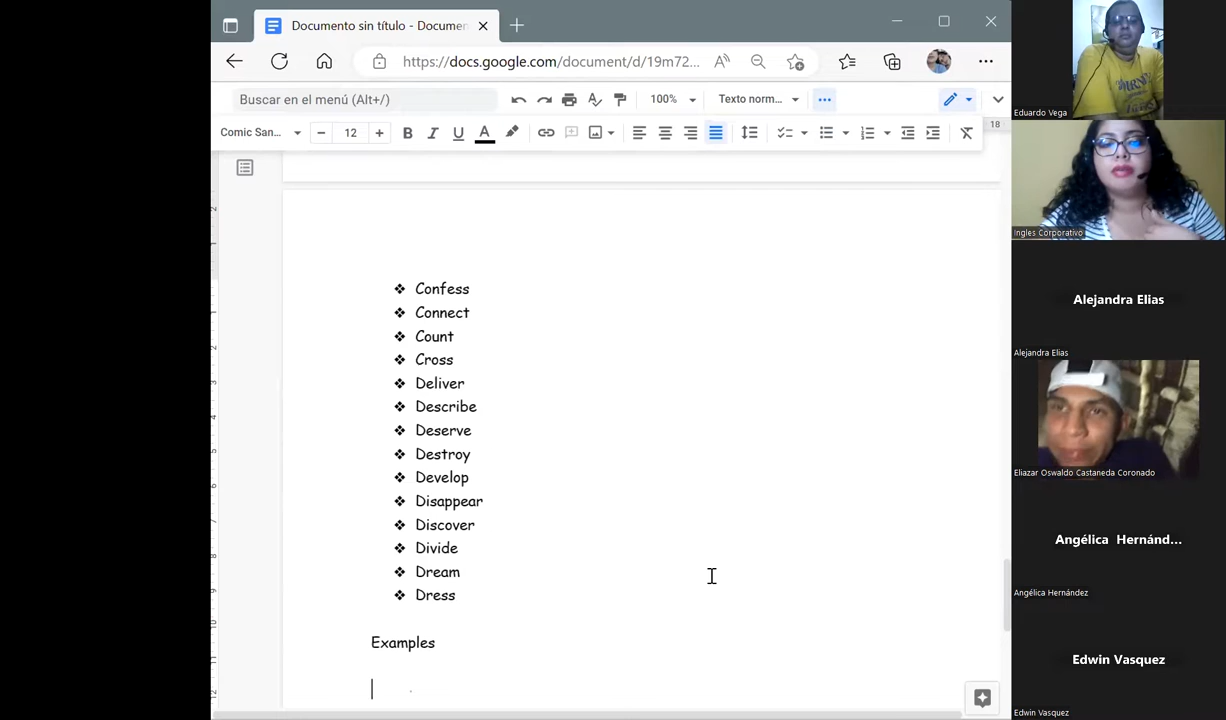 Documento sin título - Documen
https://docs.google.com/document/d/19m72...
Buscar en el menú (Alt+/)
100%
Texto norm...
Comic San...
12
18
Confess
Connect
Count
Cross
Deliver
Describe
Deserve
Destroy
Develop
Disappear
Discover
Divide
Dream
Dress
Examples
Eduardo Vega
Ingles Corporativo
Alejandra Elias
Alejandra Elias
Eliazar Oswaldo Castaneda Coronado
Angélica Hernánd...
Angélica Hernández
Edwin Vasquez
Edwin Vasquez